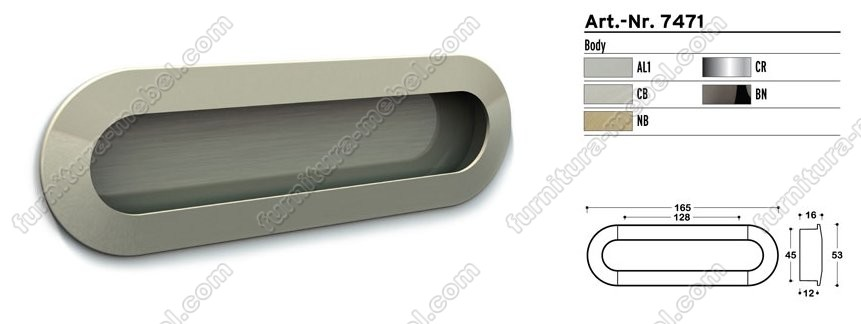 Art.-Nr. 7471
Body
AL1 CR
CB BN
NB
165
128
16
45
53
12
furnitura-mebel.com
furnitura-mebel.com
furnitura-mebel.com
furnitura-mebel.com